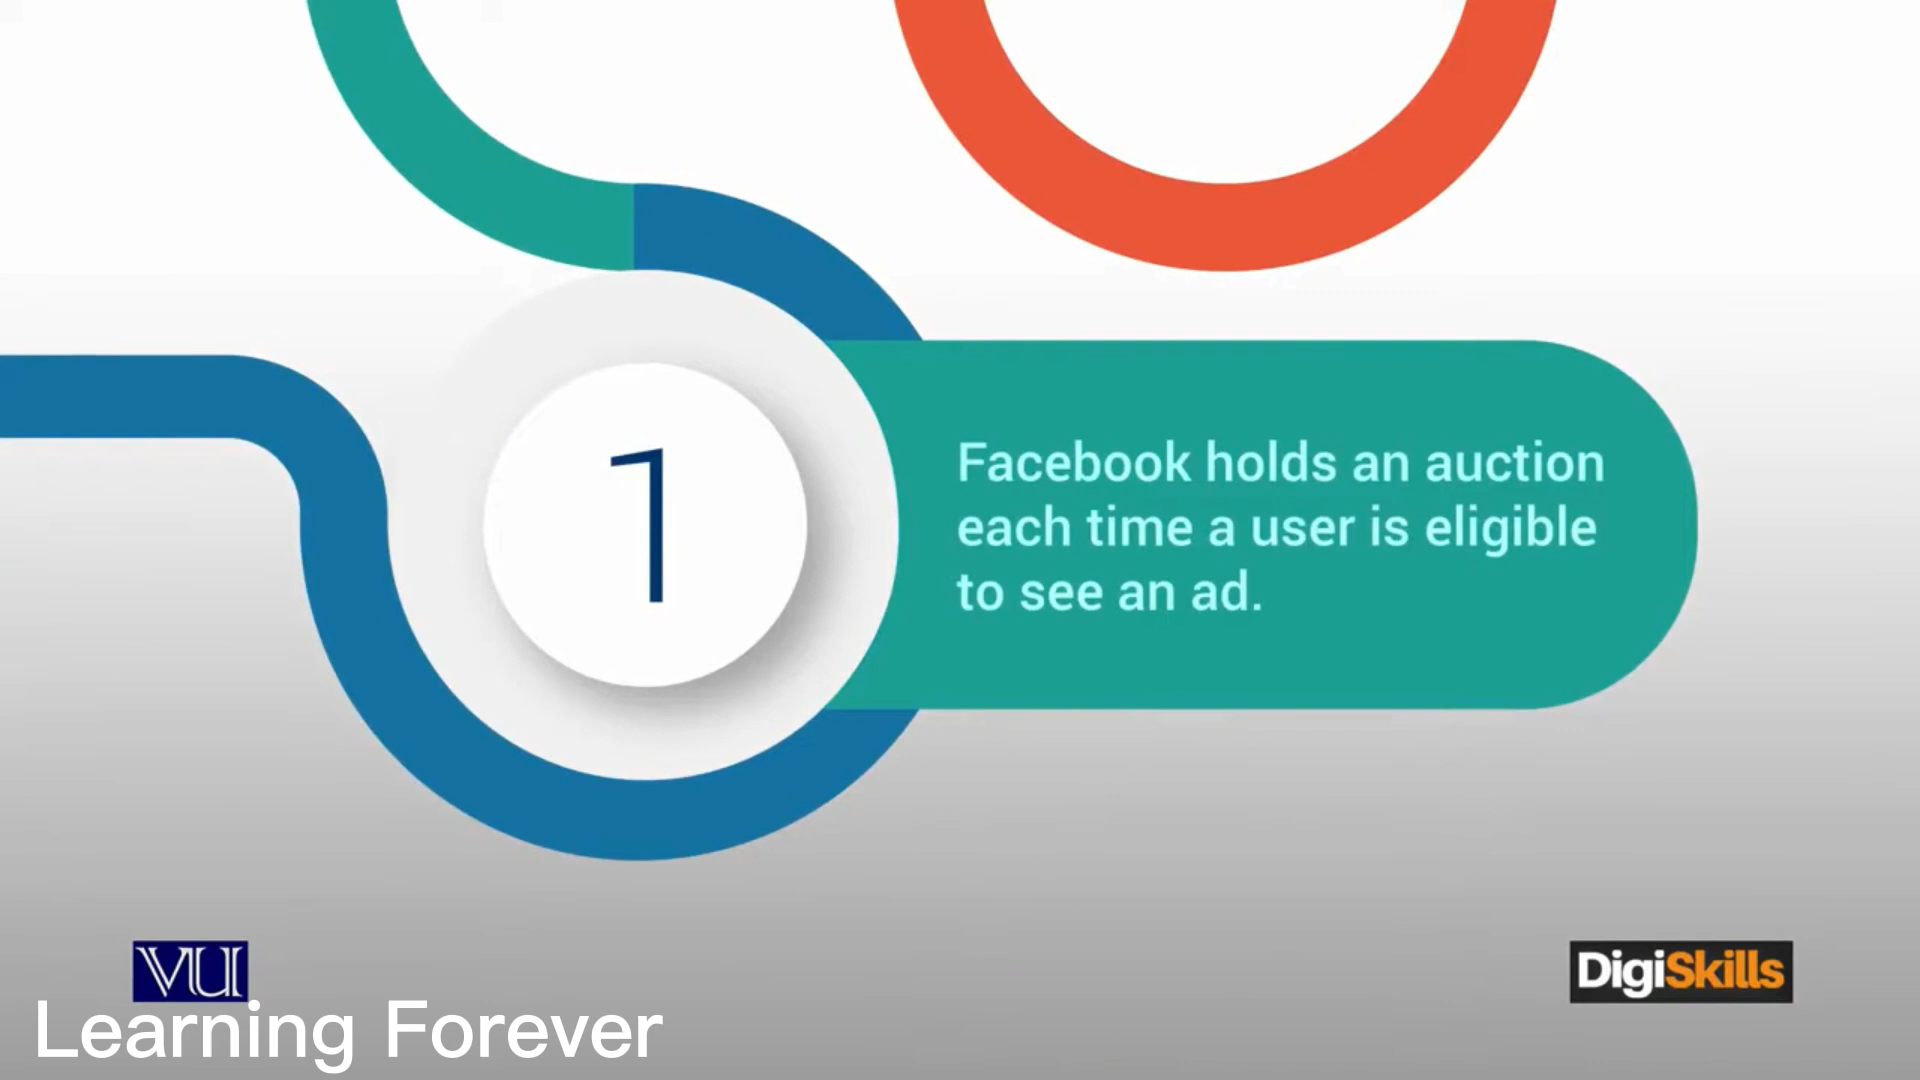 1
Facebook holds an auction
each time a user is eligible
to see an ad.
VU
DigiSkills
Learning Forever